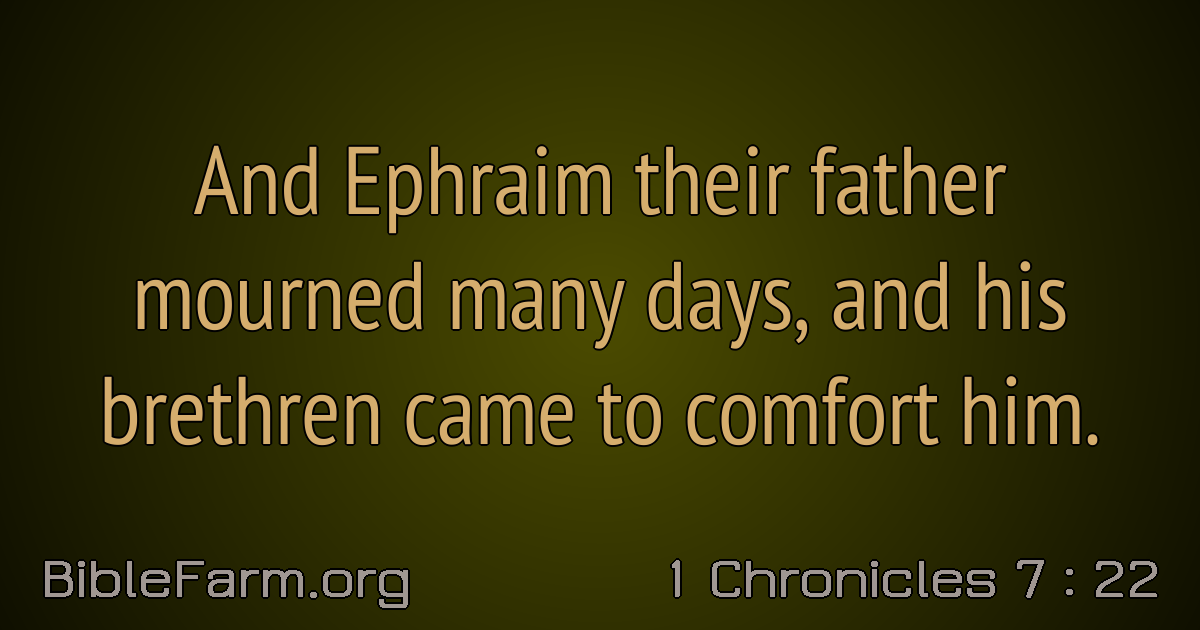 And Ephraim their father
mourned many days, and his
brethren came to comfort him.
BibleFarm.org
1 Chronicles 7 : 22